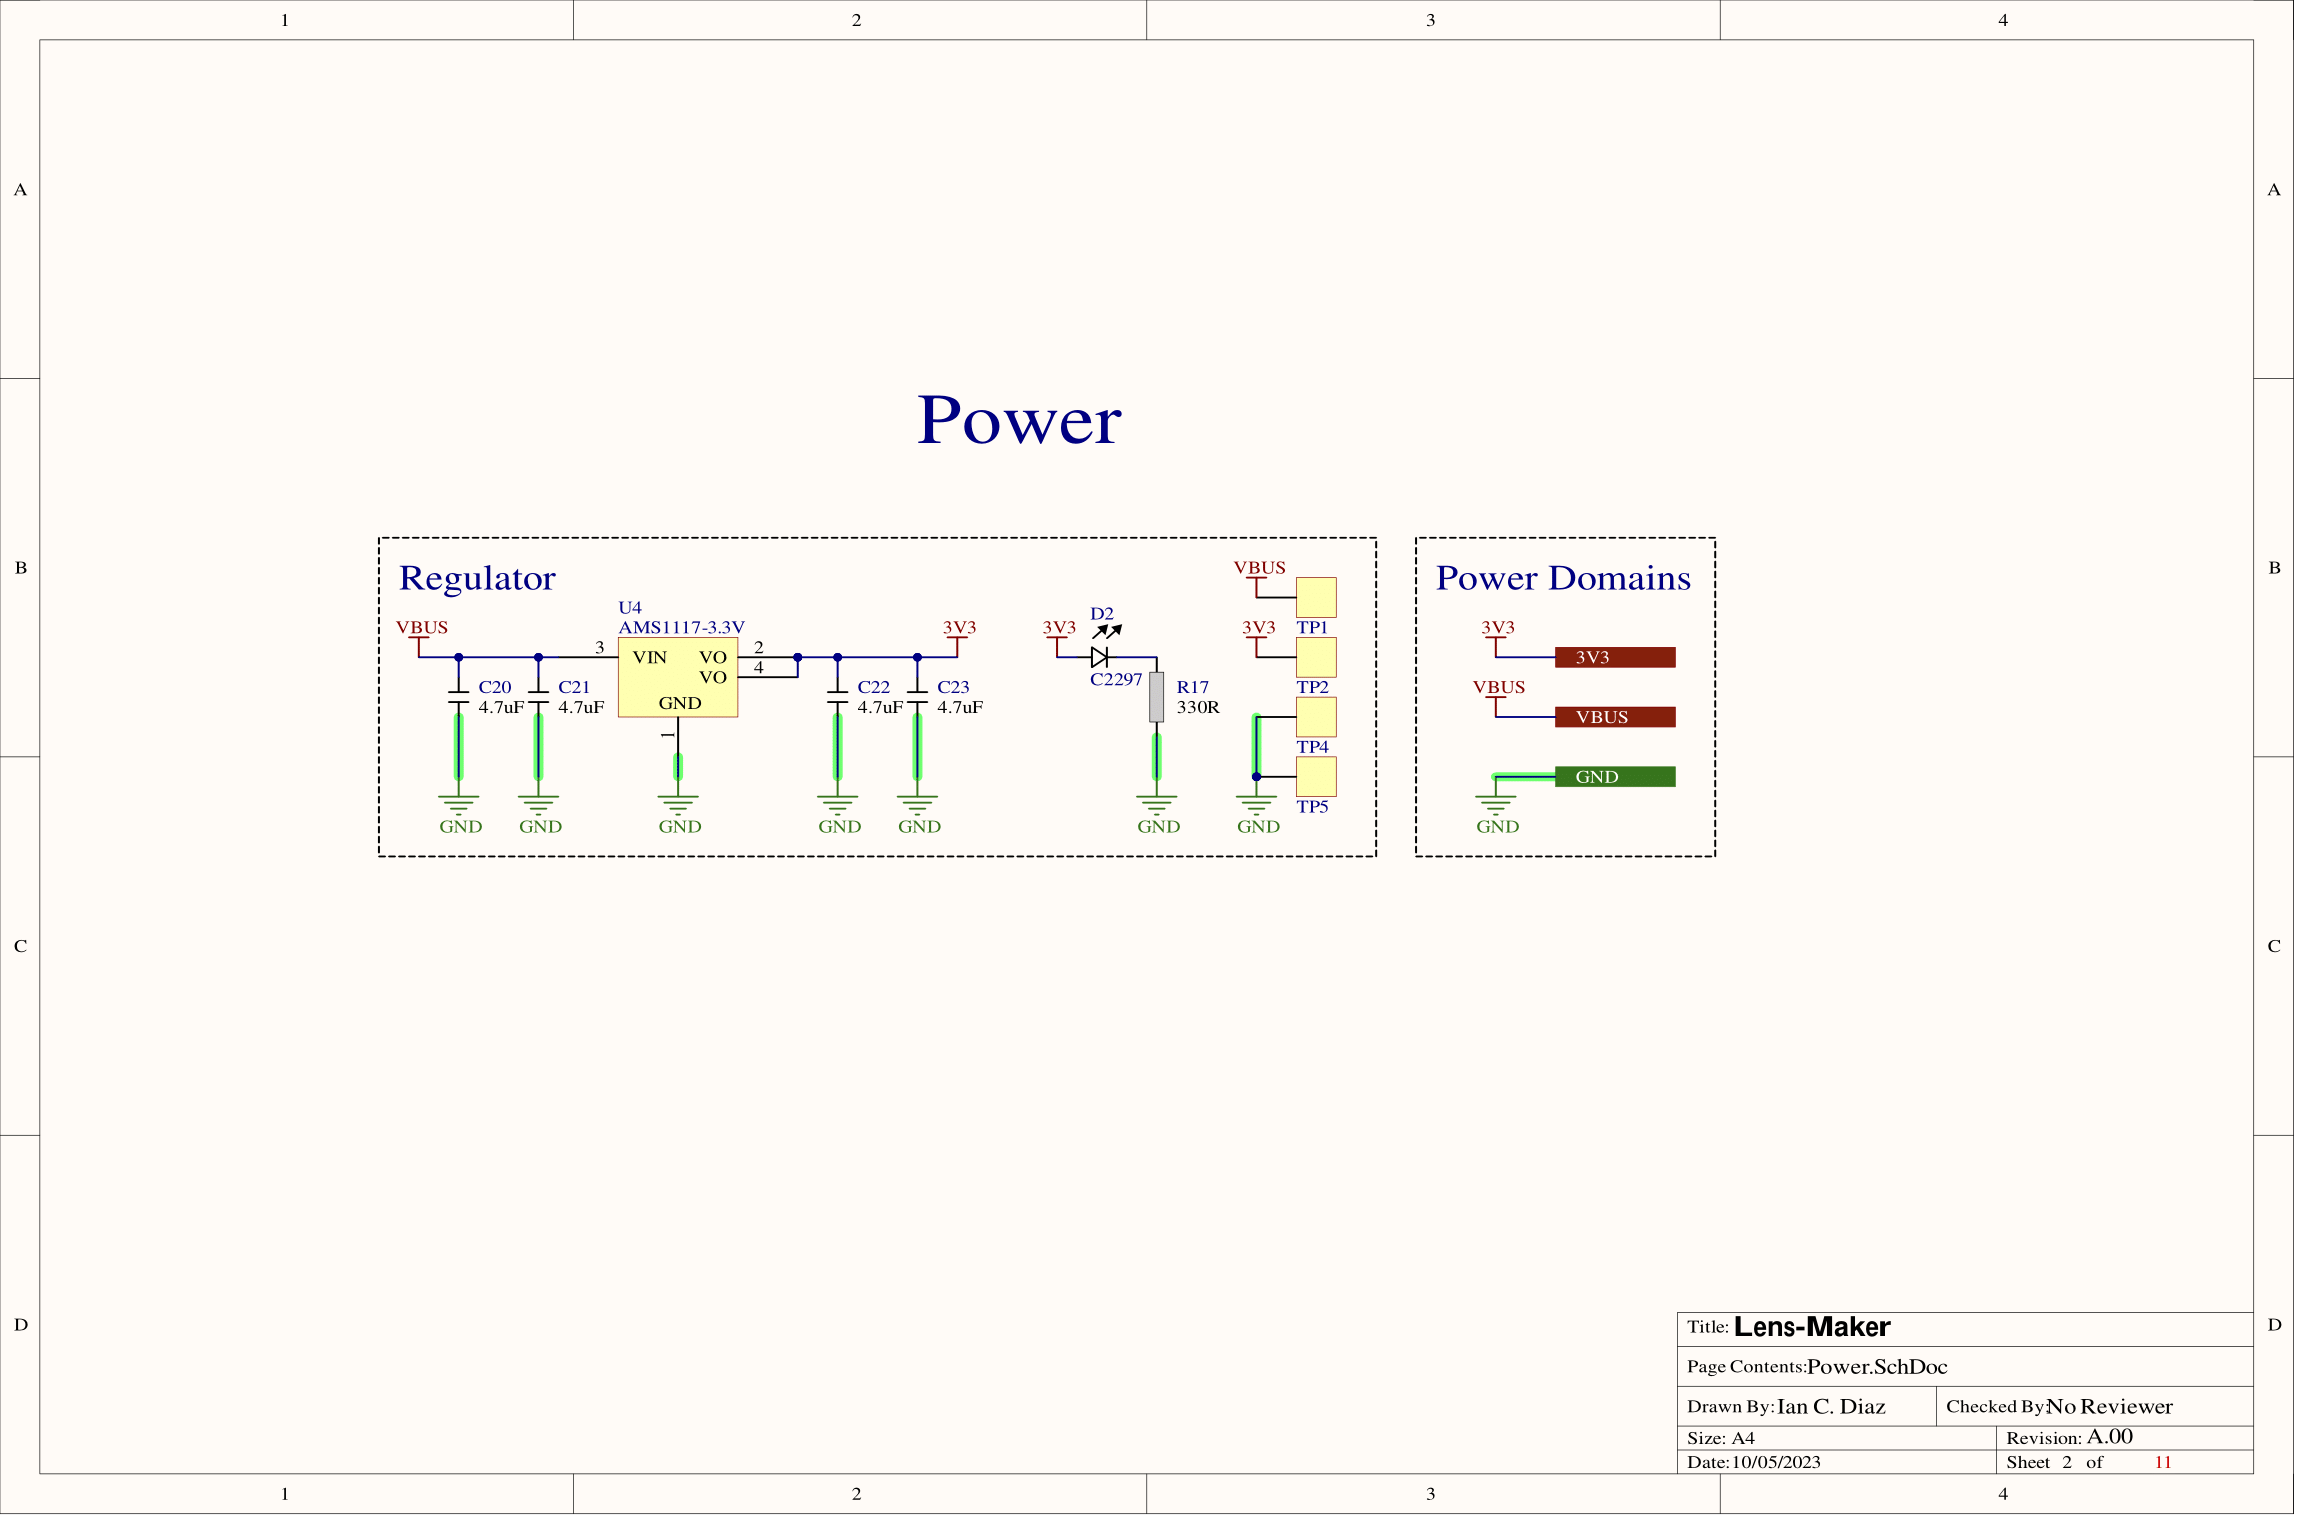 1 2 3 4
A A
Power
B B
Regulator
Power Domains
VBUS
U4
AMS1117-3.3V
VBUS
3
VIN
VO
VO
GND
2
4
1
3V3
C20
4.7uF
C21
4.7uF
C22
4.7uF
C23
4.7uF
GND GND GND GND GND
3V3
D2
C2297
R17
330R
GND
TP1
3V3
TP2
TP4
TP5
GND
3V3
3V3
VBUS
VBUS
GND
GND
C C
D D
Title: Lens-Maker
Page Contents:Power.SchDoc
Drawn By: Ian C. Diaz Checked By:No Reviewer
Size: A4 Revision: A.00
Date:10/05/2023 Sheet 2 of 11
1 2 3 4